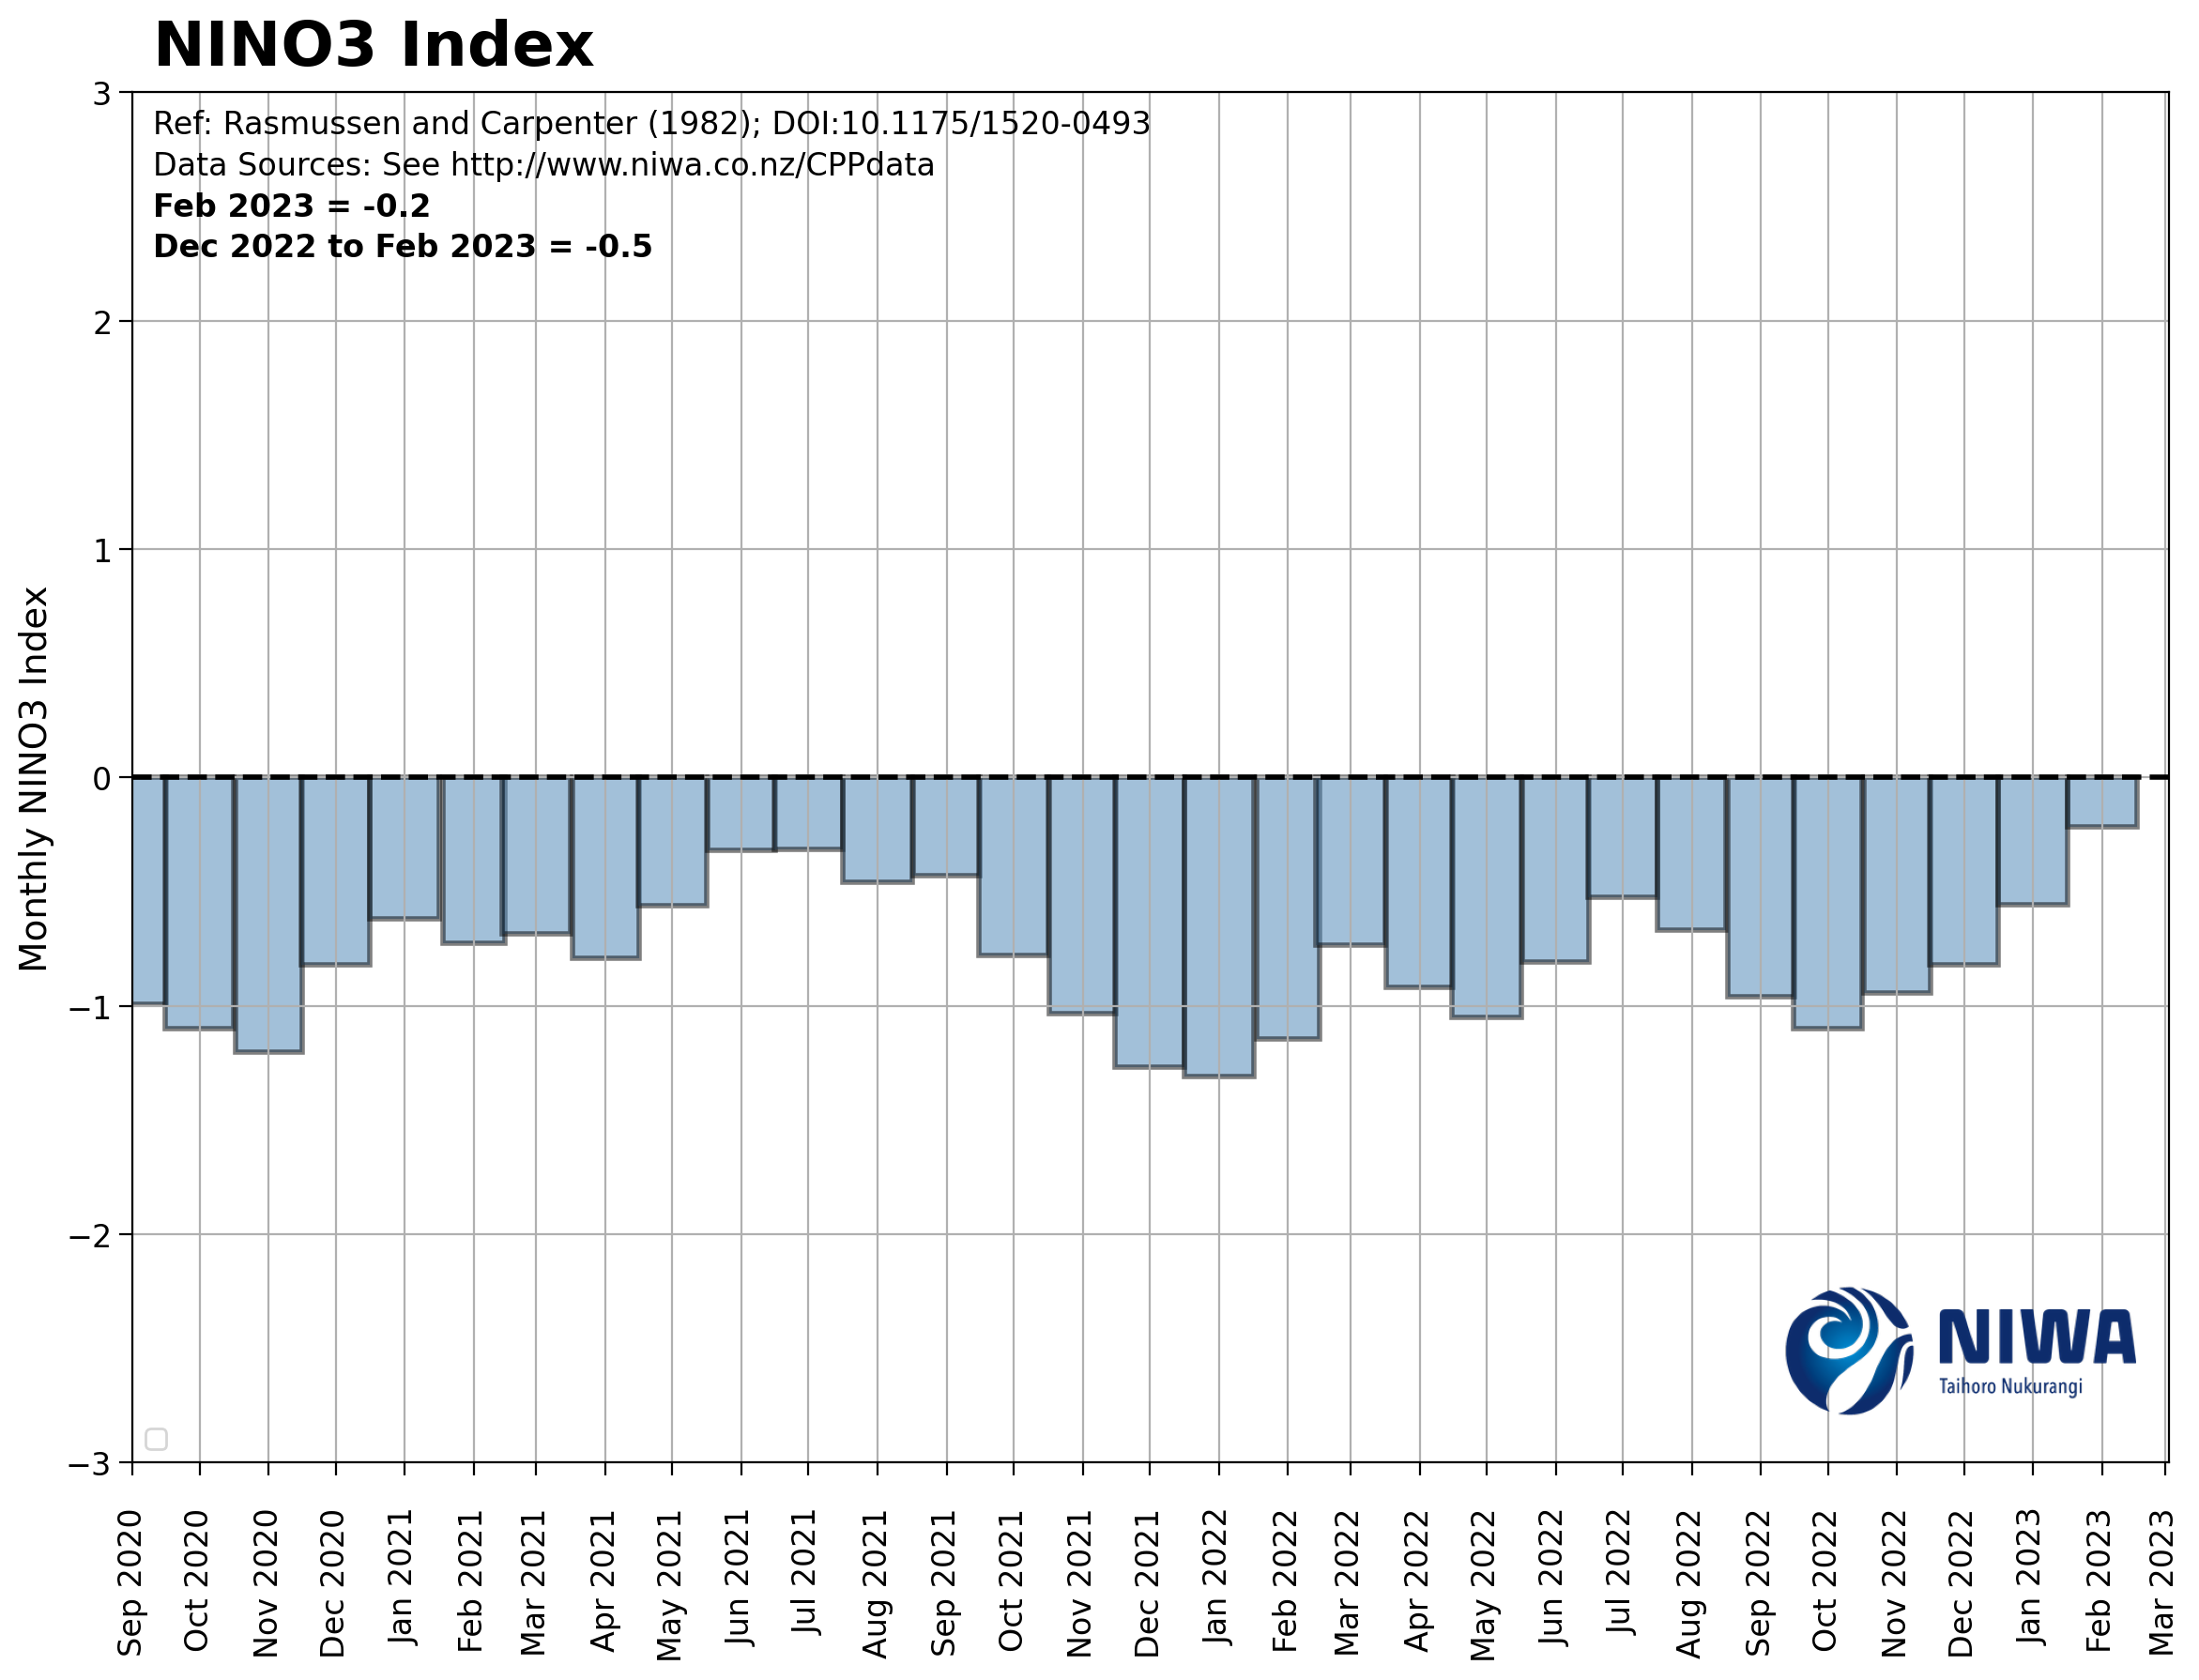 NINO3 Index
Ref: Rasmussen and Carpenter (1982); DOI:10.1175/1520-0493
Data Sources: See http://www.niwa.co.nz/CPPdata
Feb 2023 = -0.2
Dec 2022 to Feb 2023 = -0.5
Monthly NINO3 Index
3
2
1
0
−1
−2
−3
NIWA
Taihoro Nukurangi
Sep 2020
Oct 2020
Nov 2020
Dec 2020
Jan 2021
Feb 2021
Mar 2021
Apr 2021
May 2021
Jun 2021
Jul 2021
Aug 2021
Sep 2021
Oct 2021
Nov 2021
Dec 2021
Jan 2022
Feb 2022
Mar 2022
Apr 2022
May 2022
Jun 2022
Jul 2022
Aug 2022
Sep 2022
Oct 2022
Nov 2022
Dec 2022
Jan 2023
Feb 2023
Mar 2023